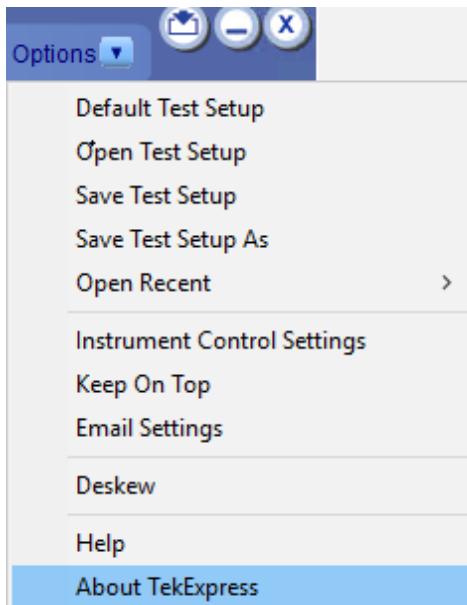 Options
Default Test Setup
Open Test Setup
Save Test Setup
Save Test Setup As
Open Recent
Instrument Control Settings
Keep On Top
Email Settings
Deskew
Help
About TekExpress